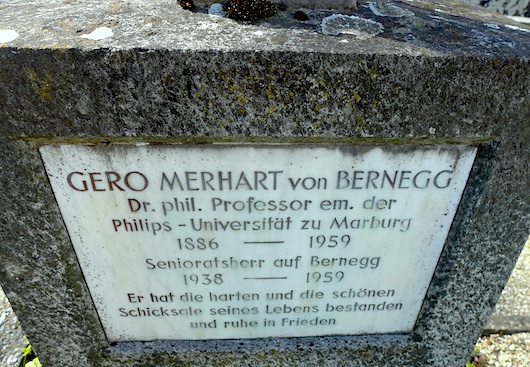 GERO MERHART von BERNEGG
Dr. phil. Professor em. der
Philips - Universität zu Marburg
1886 — 1959
Senioratsherr auf Bernegg
1938 — 1959
Er hat die harten und die schönen
Schicksale seines Lebens bestanden
und ruhe in Frieden